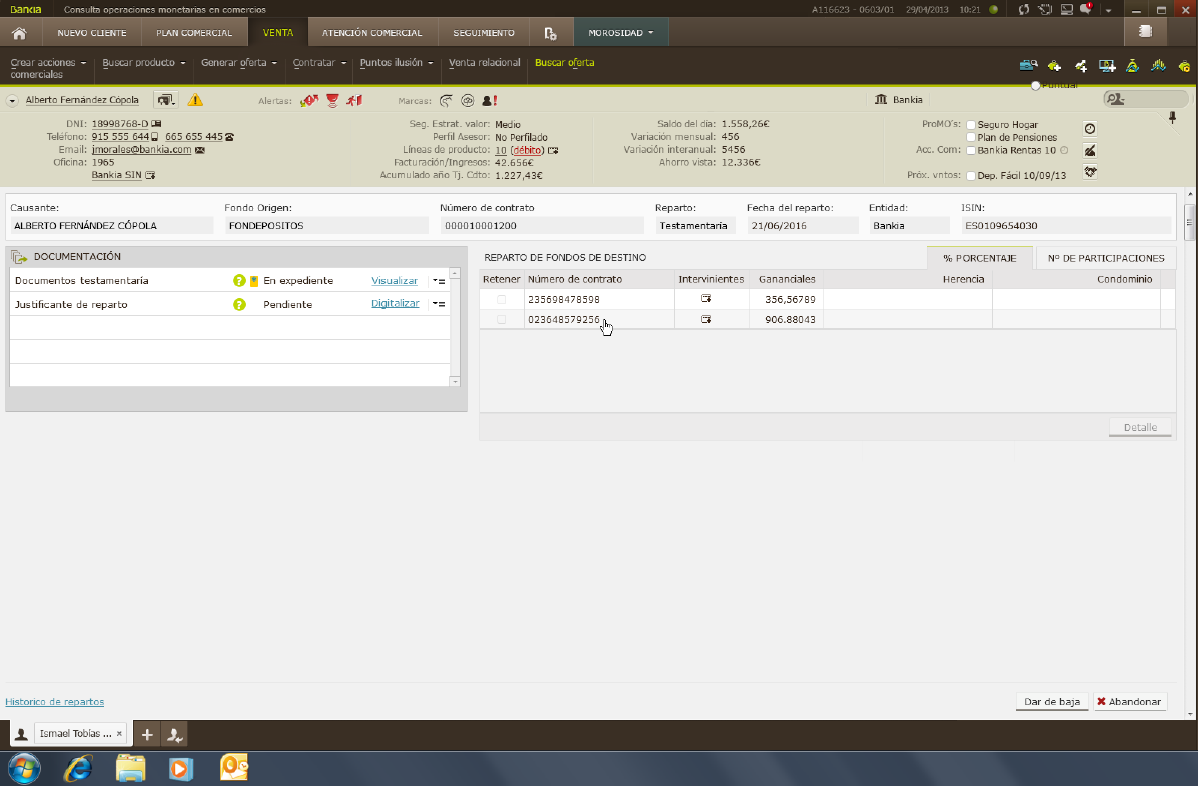 Bankia Consulta operaciones monetarias en comercios A116623 - 0603/01 29/04/2013 10:21
NUEVO CLIENTE PLAN COMERCIAL VENTA ATENCIÓN COMERCIAL SEGUIMIENTO MOROSIDAD
Crear acciones comerciales Buscar producto Generar oferta Contratar Puntos ilusión Venta relacional Buscar oferta
Puntual
Alberto Fernández Cópola Alertas: Marcas: Bankia
DNI: 18998768-D Seg. Estrat. valor: Medio Saldo del día: 1.558,26€ ProMO's: Seguro Hogar
Teléfono: 915 555 644 665 655 445 Perfil Asesor: No Perfilado Variación mensual: 456 Plan de Pensiones
Email: jmorales@bankia.com Líneas de producto: 10 (débito) Variación interanual: 5456 Acc. Com: Bankia Rentas 10
Oficina: 1965 Facturación/Ingresos: 42.656€ Ahorro vista: 12.336€
Bankia SIN Acumulado año Tj. Cdto: 1.227,43€ Próx. vntos: Dep. Fácil 10/09/13
Causante: Fondo Origen: Número de contrato Reparto: Fecha del reparto: Entidad: ISIN:
ALBERTO FERNÁNDEZ CÓPOLA FONDEPOSITOS 000010001200 Testamentaría 21/06/2016 Bankia ES0109654030
DOCUMENTACIÓN
Documentos testamentaría ? En expediente Visualizar
Justificante de reparto ? Pendiente Digitalizar
REPARTO DE FONDOS DE DESTINO % PORCENTAJE Nº DE PARTICIPACIONES
Retener Número de contrato Intervinientes Gananciales Herencia Condominio
235698478598 356,56789
023648579256 906.88043
Detalle
Historico de repartos Dar de baja Abandonar
Ismael Tobías ... ×